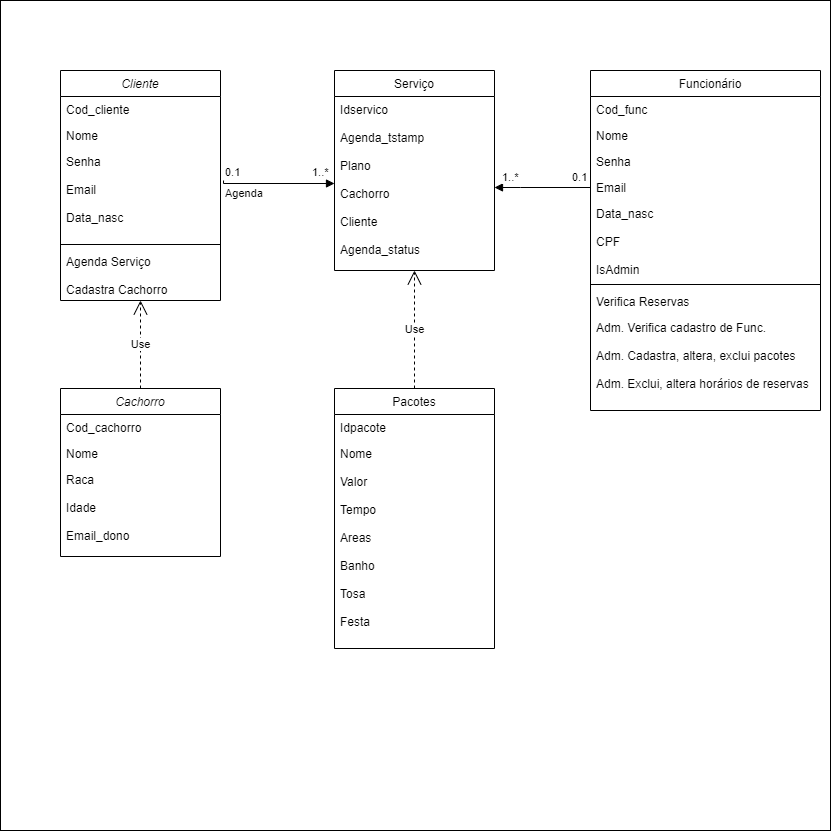 Cliente
Cod_cliente
Nome
Senha
Email
Data_nasc
Agenda Serviço
Cadastra Cachorro
0.1
1..*
Agenda
Serviço
Idservico
Agenda_tstamp
Plano
Cachorro
Cliente
Agenda_status
1..*
0.1
Funcionário
Cod_func
Nome
Senha
Email
Data_nasc
CPF
IsAdmin
Verifica Reservas
Adm. Verifica cadastro de Func.
Adm. Cadastra, altera, exclui pacotes
Adm. Exclui, altera horários de reservas
Use
Use
Cachorro
Cod_cachorro
Nome
Raca
Idade
Email_dono
Pacotes
Idpacote
Nome
Valor
Tempo
Areas
Banho
Tosa
Festa